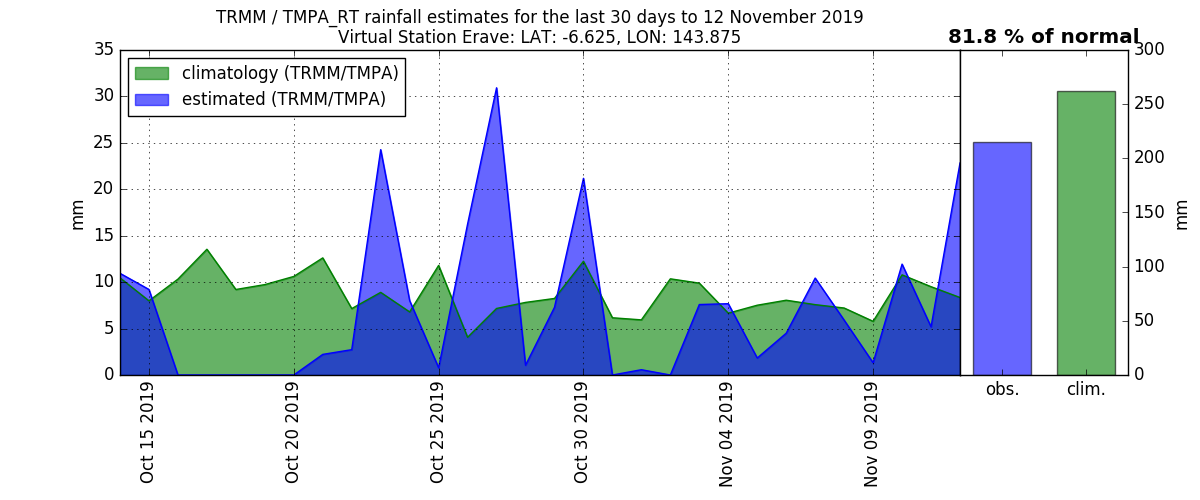 TRMM / TMPA_RT rainfall estimates for the last 30 days to 12 November 2019
Virtual Station Erave: LAT: -6.625, LON: 143.875
81.8 % of normal
climatology (TRMM/TMPA)
estimated (TRMM/TMPA)
35
30
25
20
15
10
5
0
mm
Oct 15 2019
Oct 20 2019
Oct 25 2019
Oct 30 2019
Nov 04 2019
Nov 09 2019
obs.
clim.
300
250
200
150
100
50
0
mm